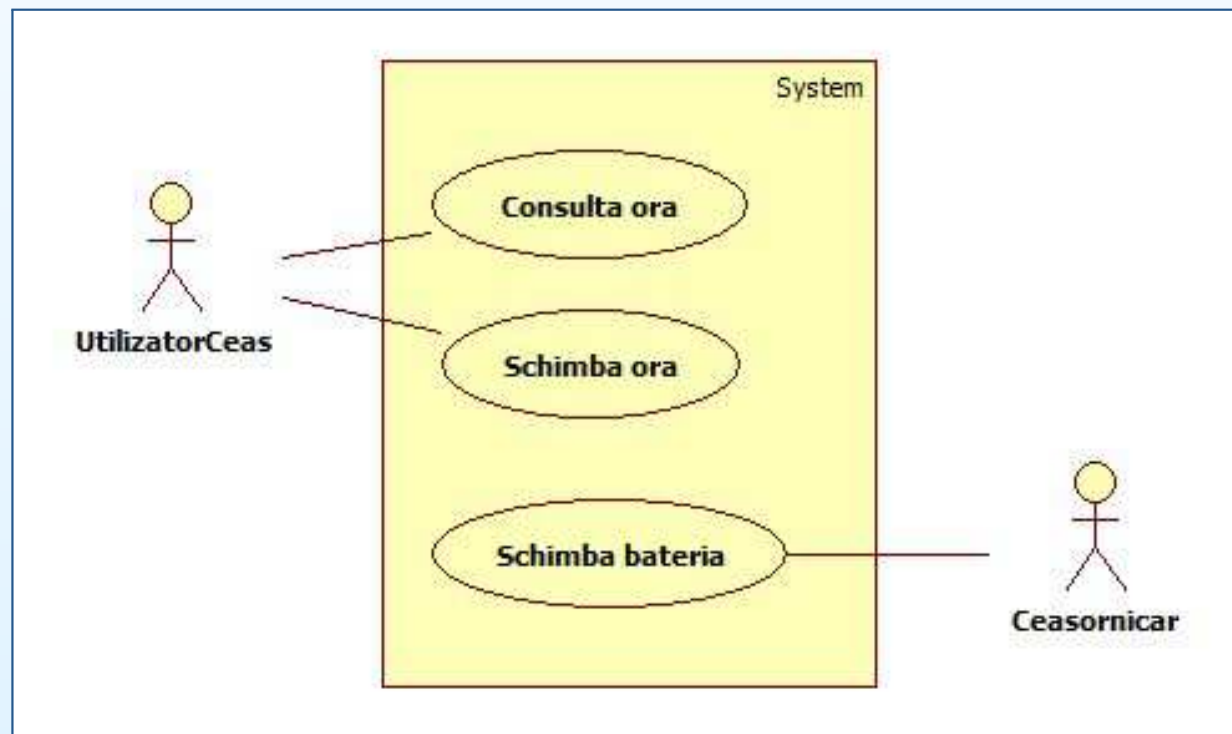 System
Consulta ora
UtilizatorCeas
Schimba ora
Schimba bateria
Ceasornicar